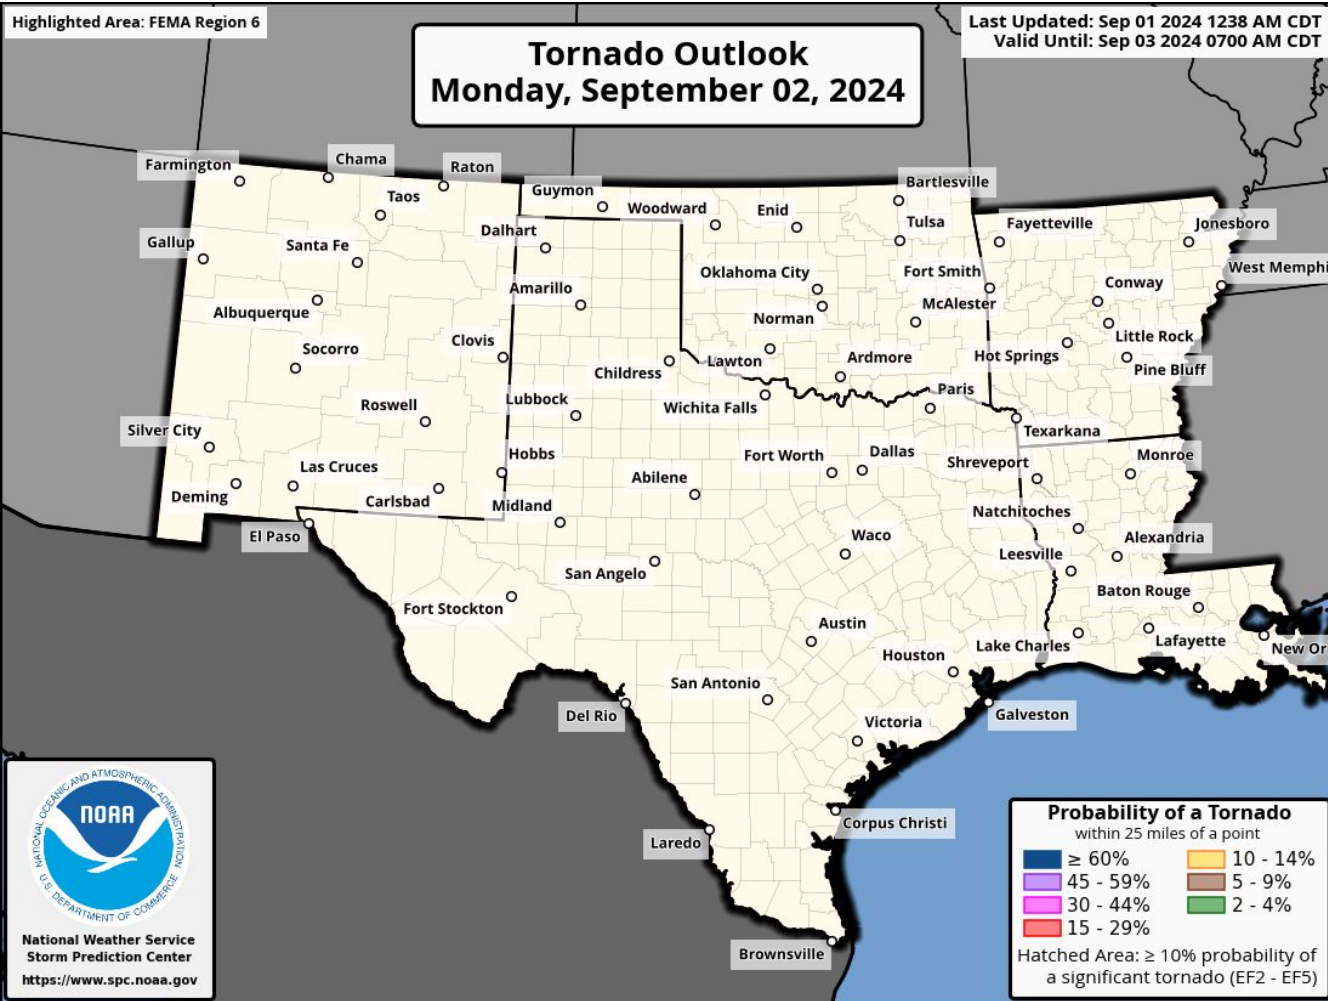 Highlighted Area: FEMA Region 6
Last Updated: Sep 01 2024 1238 AM CDT
Valid Until: Sep 03 2024 0700 AM CDT
Tornado Outlook
Monday, September 02, 2024
Farmington
Chama
Raton
Taos
Guymon
Woodward
Enid
Bartlesville
Tulsa
Fayetteville
Jonesboro
Gallup
Santa Fe
Dalhart
Oklahoma City
Fort Smith
West Memphi
Conway
Amarillo
McAlester
Albuquerque
Norman
Little Rock
Socorro
Clovis
Childress
Lawton
Ardmore
Hot Springs
Pine Bluff
Roswell
Lubbock
Wichita Falls
Paris
Silver City
Texarkana
Las Cruces
Hobbs
Abilene
Fort Worth
Dallas
Shreveport
Monroe
Deming
Carlsbad
Midland
Natchitoches
El Paso
Waco
Leesville
Alexandria
San Angelo
Baton Rouge
Fort Stockton
Austin
Lake Charles
Lafayette
New Or
Houston
San Antonio
Del Rio
Victoria
Galveston
Corpus Christi
Laredo
Brownsville
NATIONAL OCEANIC AND ATMOSPHERIC ADMINISTRATION
NOAA
U.S. DEPARTMENT OF COMMERCE
National Weather Service
Storm Prediction Center
https://www.spc.noaa.gov
Probability of a Tornado
within 25 miles of a point
≥ 60%
10 - 14%
45 - 59%
5 - 9%
30 - 44%
2 - 4%
15 - 29%
Hatched Area: ≥ 10% probability of
a significant tornado (EF2 - EF5)